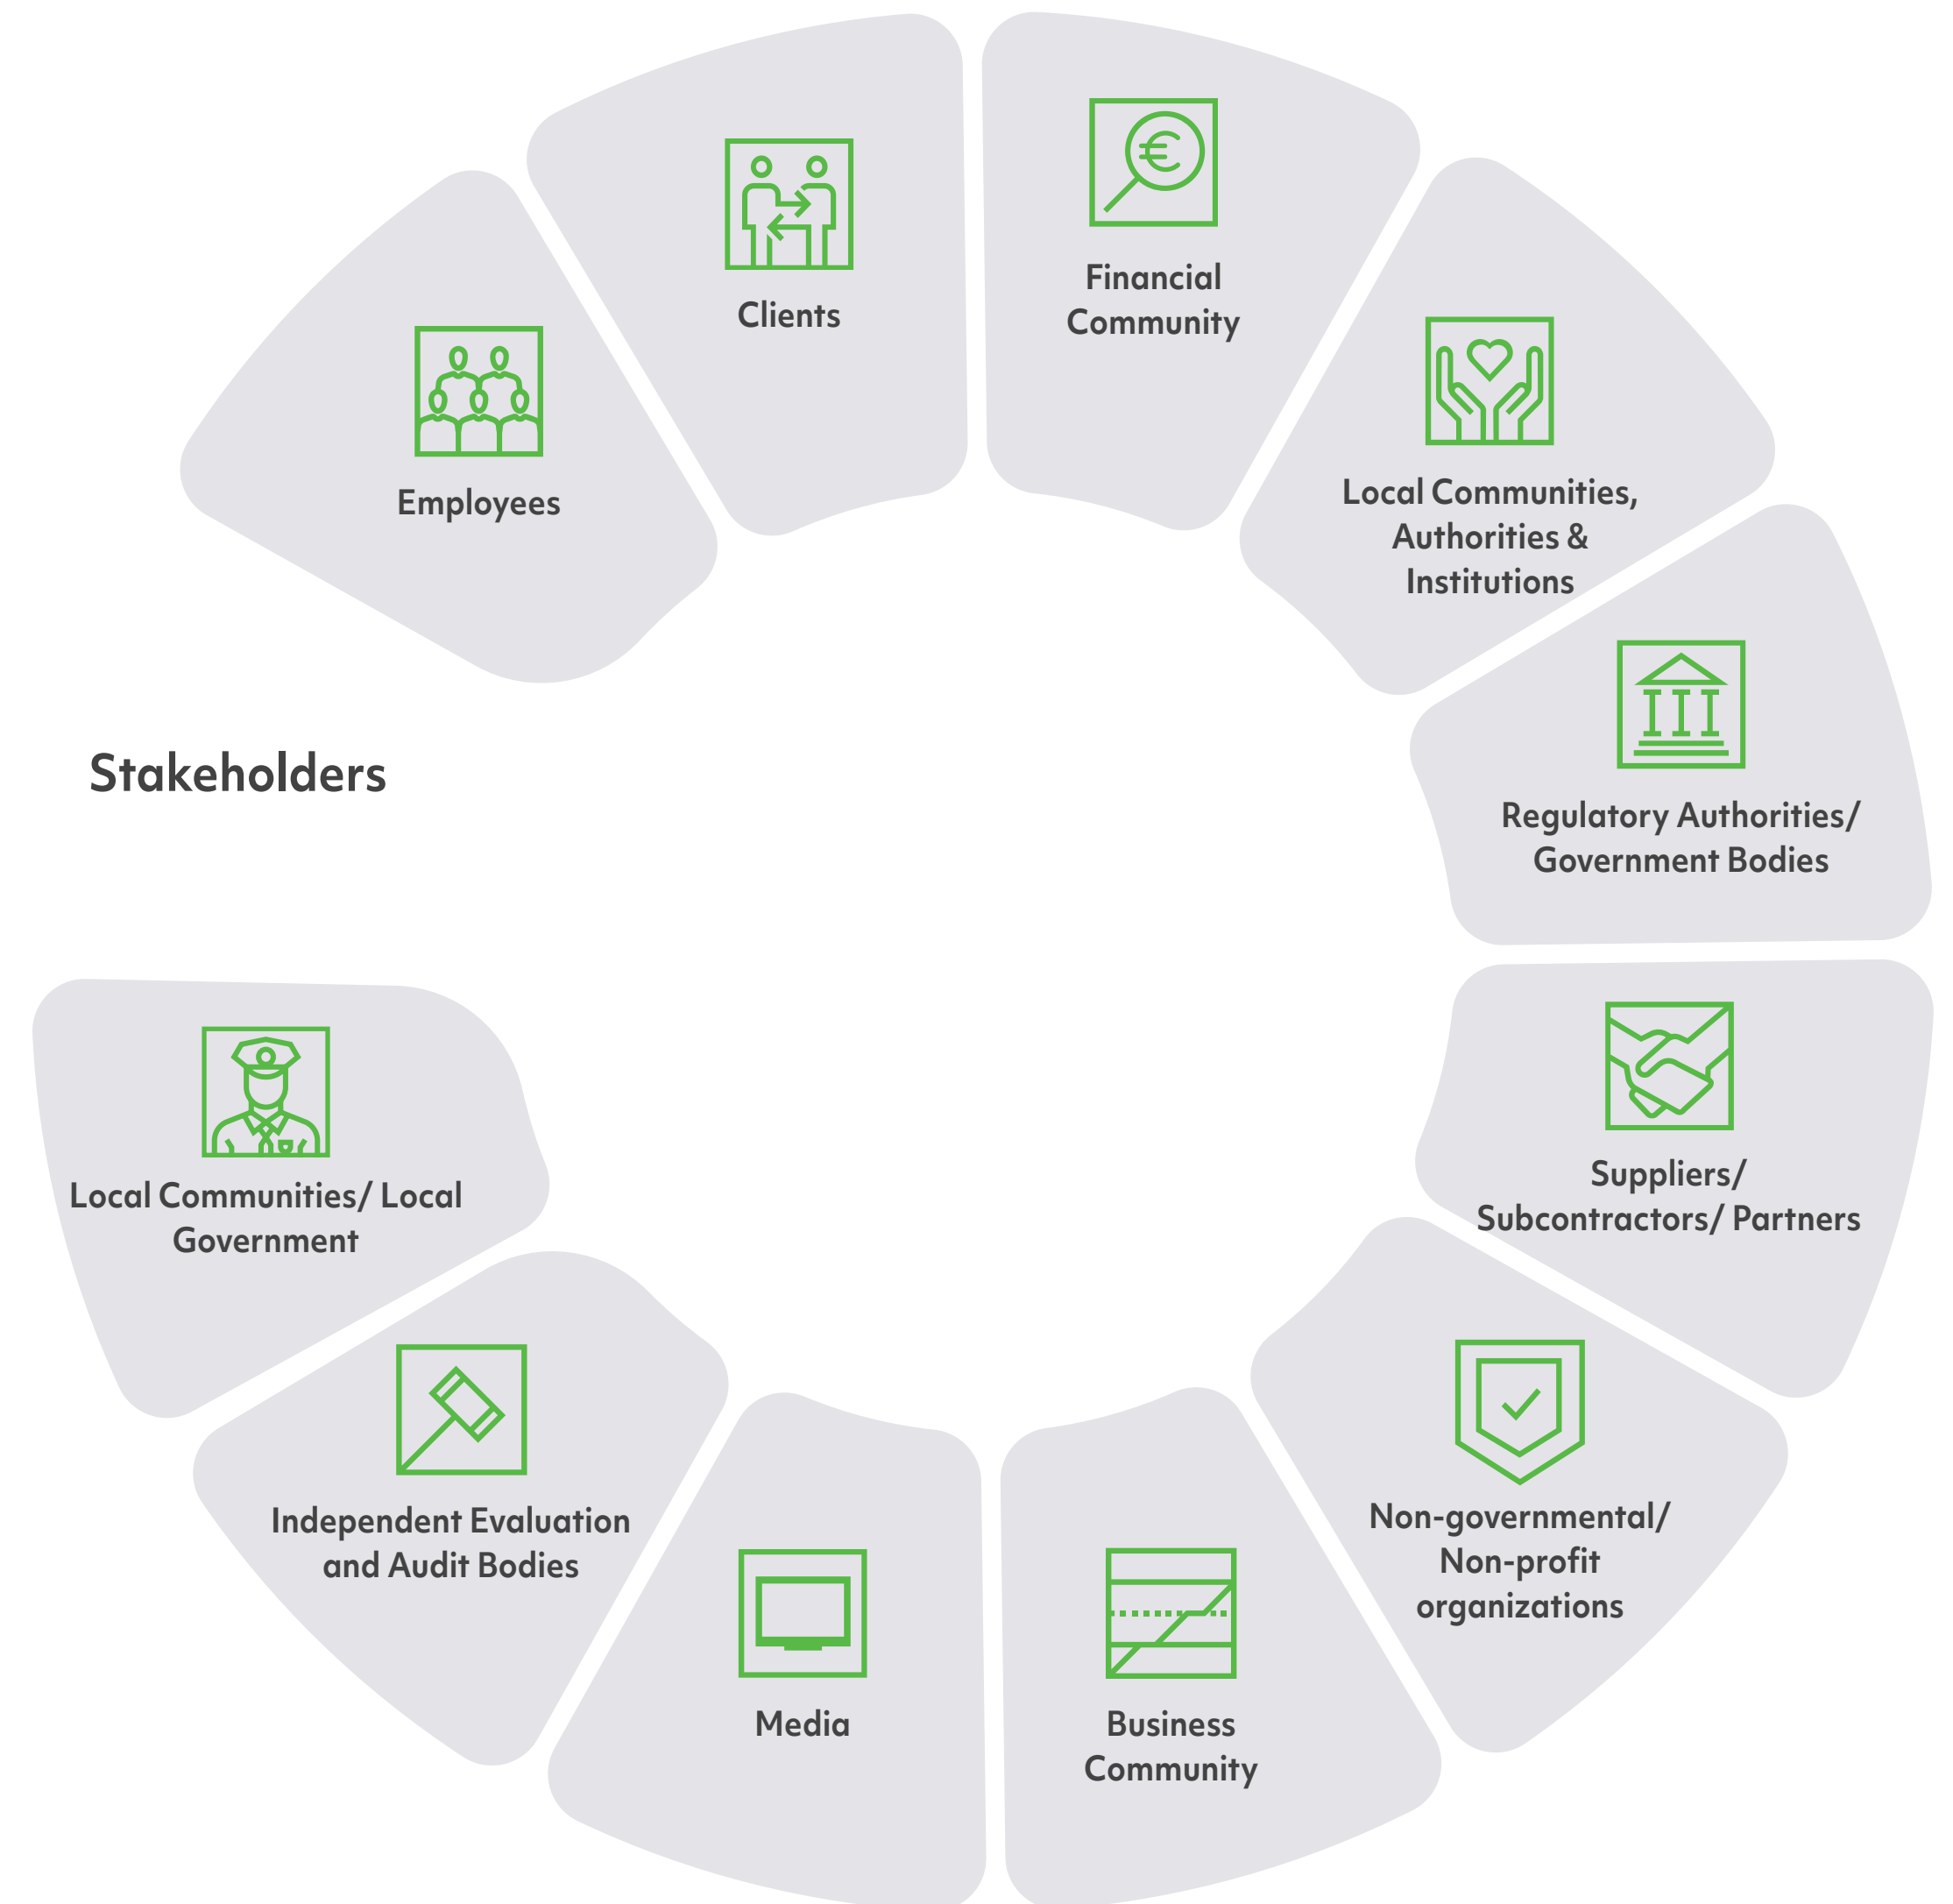 Stakeholders
Employees
Clients
Financial
Community
Local Communities,
Authorities &
Institutions
Regulatory Authorities/
Government Bodies
Suppliers/
Subcontractors/ Partners
Non-governmental/
Non-profit
organizations
Business
Community
Media
Independent Evaluation
and Audit Bodies
Local Communities/ Local
Government